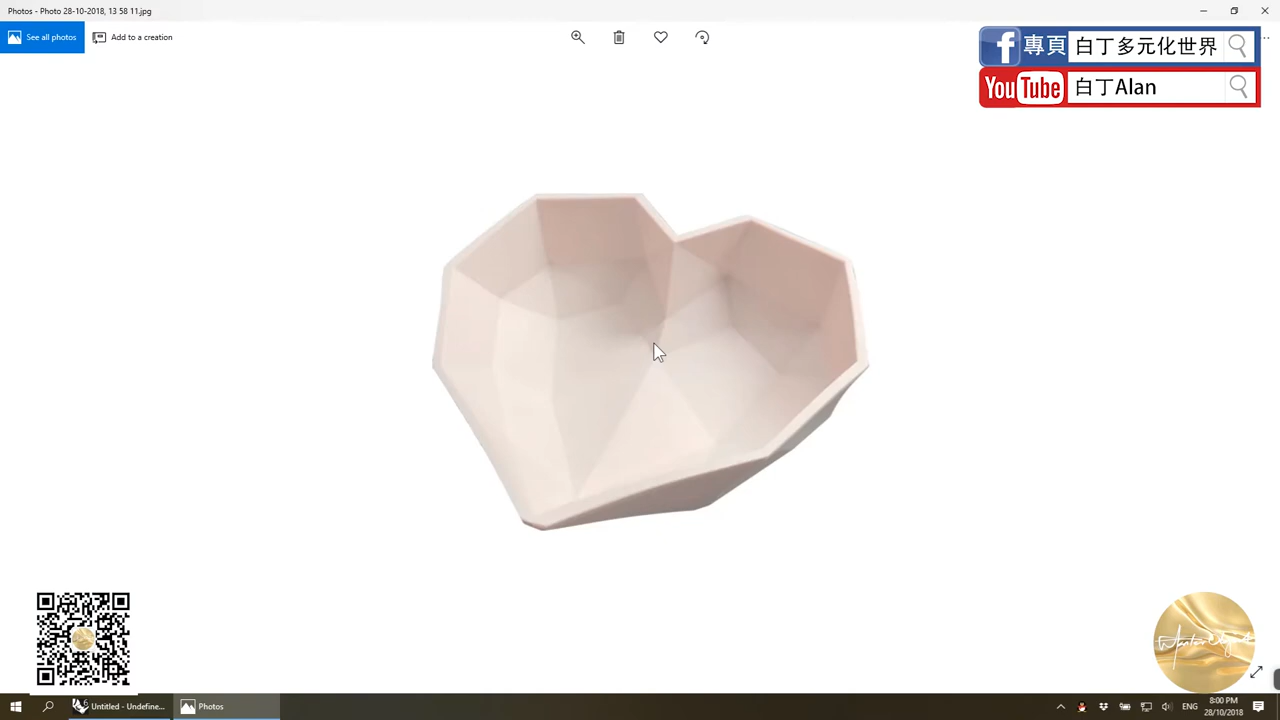 Photos - Photo 28-10-2018, 13 58 11.jpg
See all photos
Add to a creation
f 專頁 白丁多元化世界
YouTube 白丁Alan
Untitled - Undefine...
Photos
ENG
8:00 PM
28/10/2018